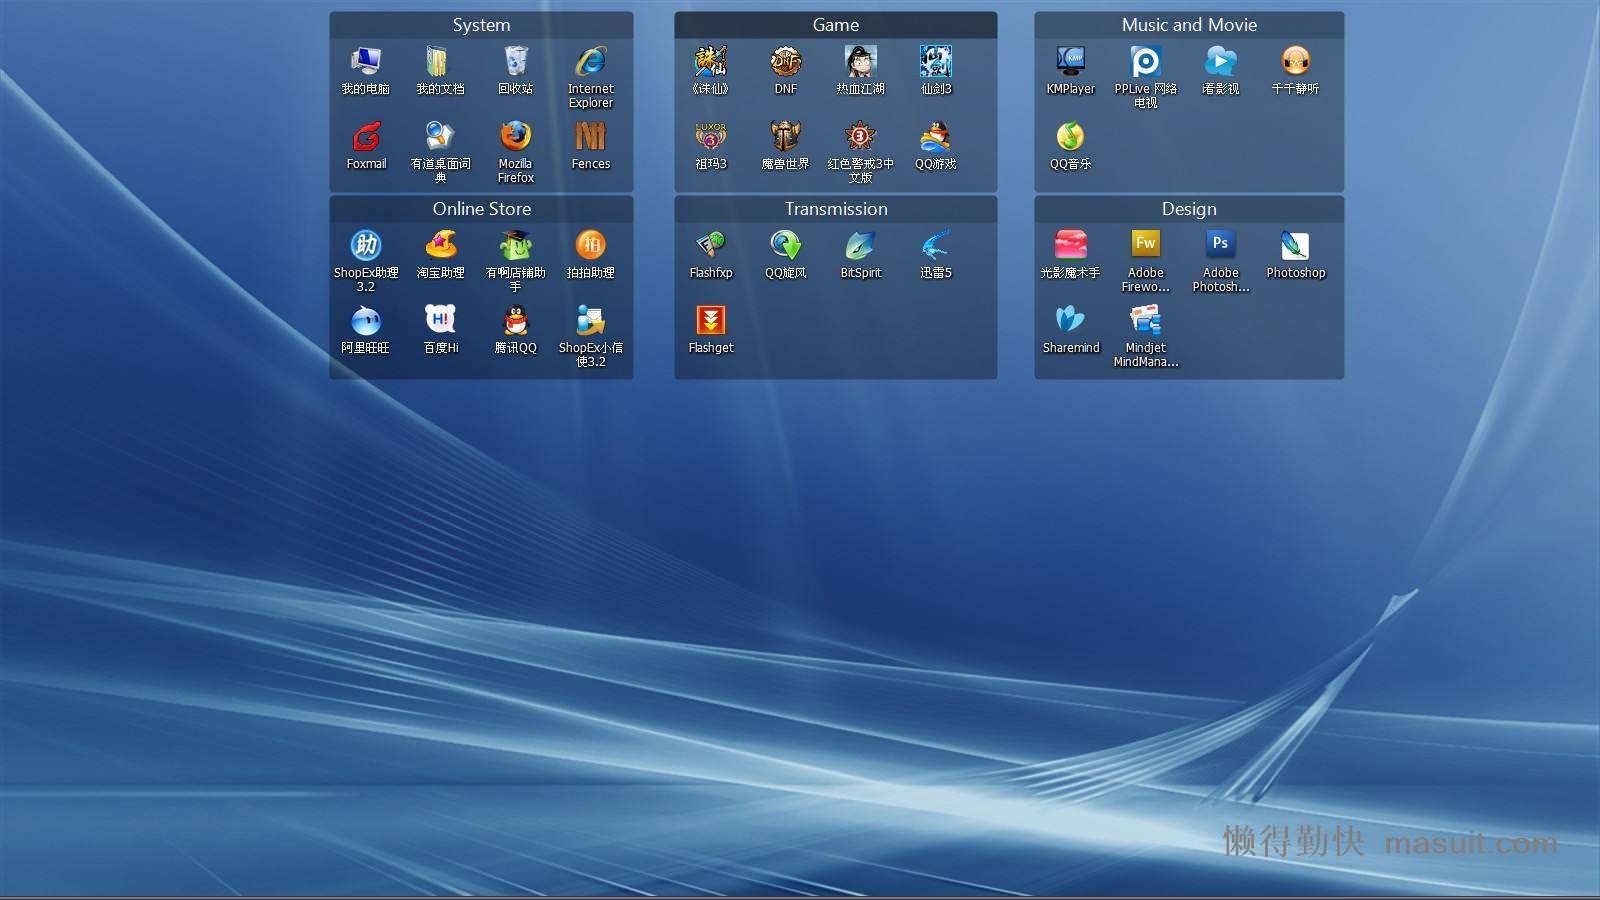 System
我的电脑
我的文档
回收站
Internet
Explorer
Foxmail
有道桌面词
典
Mozilla
Firefox
Fences
Game
《诛仙》
DNF
热血江湖
仙剑3
祖玛3
魔兽世界
红色警戒3中
文版
QQ游戏
Music and Movie
KMPlayer
PPLive 网络
电视
i看影视
千千静听
QQ音乐
Online Store
ShopEx助理
3.2
淘宝助理
有啊店铺助
手
拍拍助理
阿里旺旺
百度Hi
腾讯QQ
ShopEx小信
使3.2
Transmission
Flashfxp
QQ旋风
BitSpirit
迅雷5
Flashget
Design
光影魔术手
Adobe
Firewo...
Adobe
Photosh...
Photoshop
Sharemind
Mindjet
MindMana...
懒得勤快 masuit.com